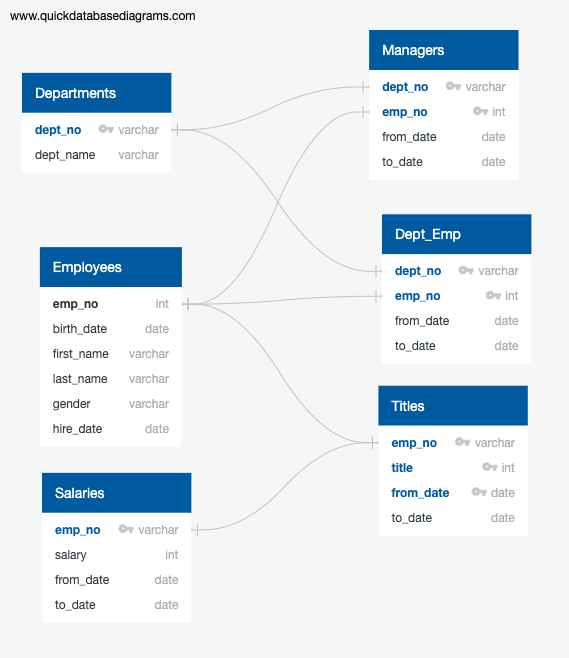 www.quickdatabasediagrams.com
Departments
dept_no varchar
dept_name varchar
Managers
dept_no varchar
emp_no int
from_date date
to_date date
Dept_Emp
dept_no varchar
emp_no int
from_date date
to_date date
Employees
emp_no int
birth_date date
first_name varchar
last_name varchar
gender varchar
hire_date date
Titles
emp_no varchar
title int
from_date date
to_date date
Salaries
emp_no varchar
salary int
from_date date
to_date date